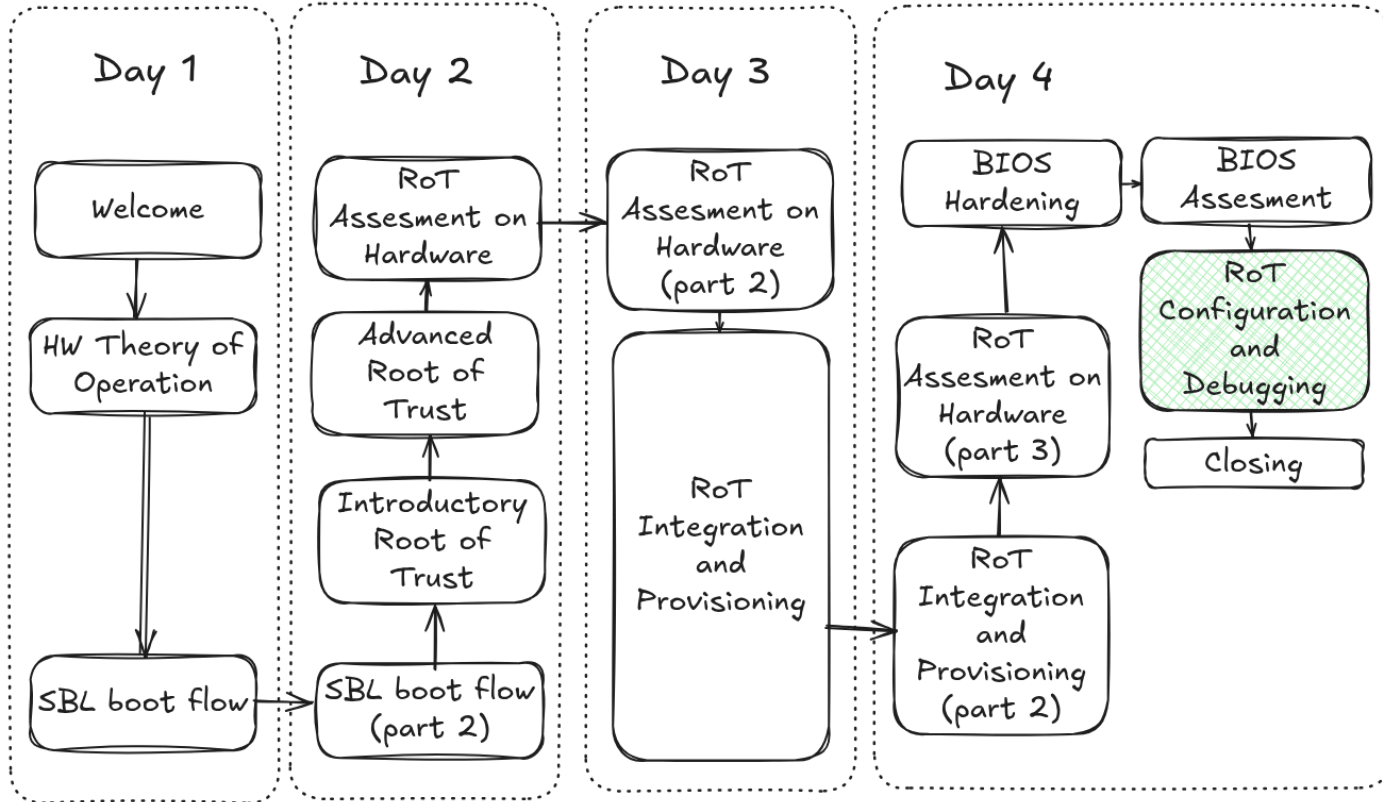 Day 1
Welcome
HW Theory of
Operation
SBL boot flow
Day 2
RoT
Assesment on
Hardware
Advanced
Root of
Trust
Introductory
Root of
Trust
SBL boot flow
(part 2)
Day 3
RoT
Assesment on
Hardware
(part 2)
RoT
Integration
and
Provisioning
Day 4
BIOS
Hardening
BIOS
Assesment
RoT
Configuration
and
Debugging
Closing
RoT
Assesment on
Hardware
(part 3)
RoT
Integration
and
Provisioning
(part 2)